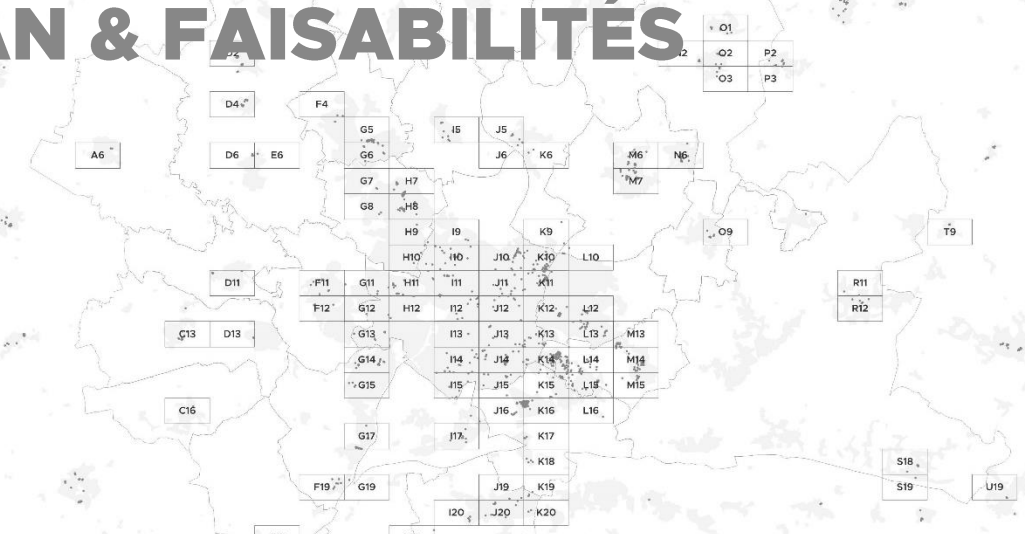 AN & FAISABILITÉS
O1
O2 P2
O3 P3
D4 F4
G5 I5 J5
A6 D6 E6 G6 J6 K6 M6 N6
G7 H7 M7
G8 H8
H9 I9 K9 O9 T9
H10 I10 J10 K10 L10
D11 F11 G11 H11 I11 J11 K11 R11
F12 G12 H12 I12 J12 K12 L12 R12
C13 D13 G13 I13 J13 K13 L13 M13
G14 I14 J14 K14 L14 M14
G15 I15 J15 K15 L15 M15
C16 J16 K16 L16
G17 J17 K17
K18 S18
F19 G19 J19 K19 S19 U19
I20 J20 K20